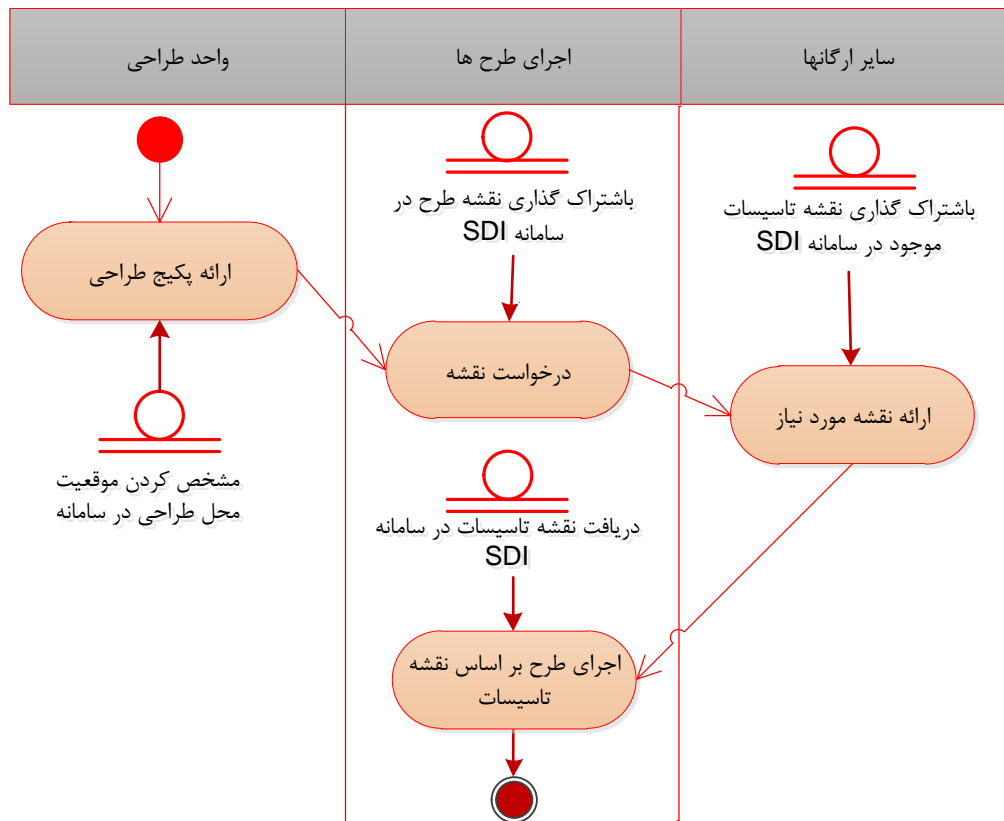 واحد طراحی
اجرای طرح ها
سایر ارگانها
باشتراک گذاری نقشه طرح در
سامانه SDI
باشتراک گذاری نقشه تاسیسات
موجود در سامانه SDI
ارائه پکیج طراحی
درخواست نقشه
ارائه نقشه مورد نیاز
مشخص کردن موقعیت
محل طراحی در سامانه
دریافت نقشه تاسیسات در سامانه
SDI
اجرای طرح بر اساس نقشه
تاسیسات